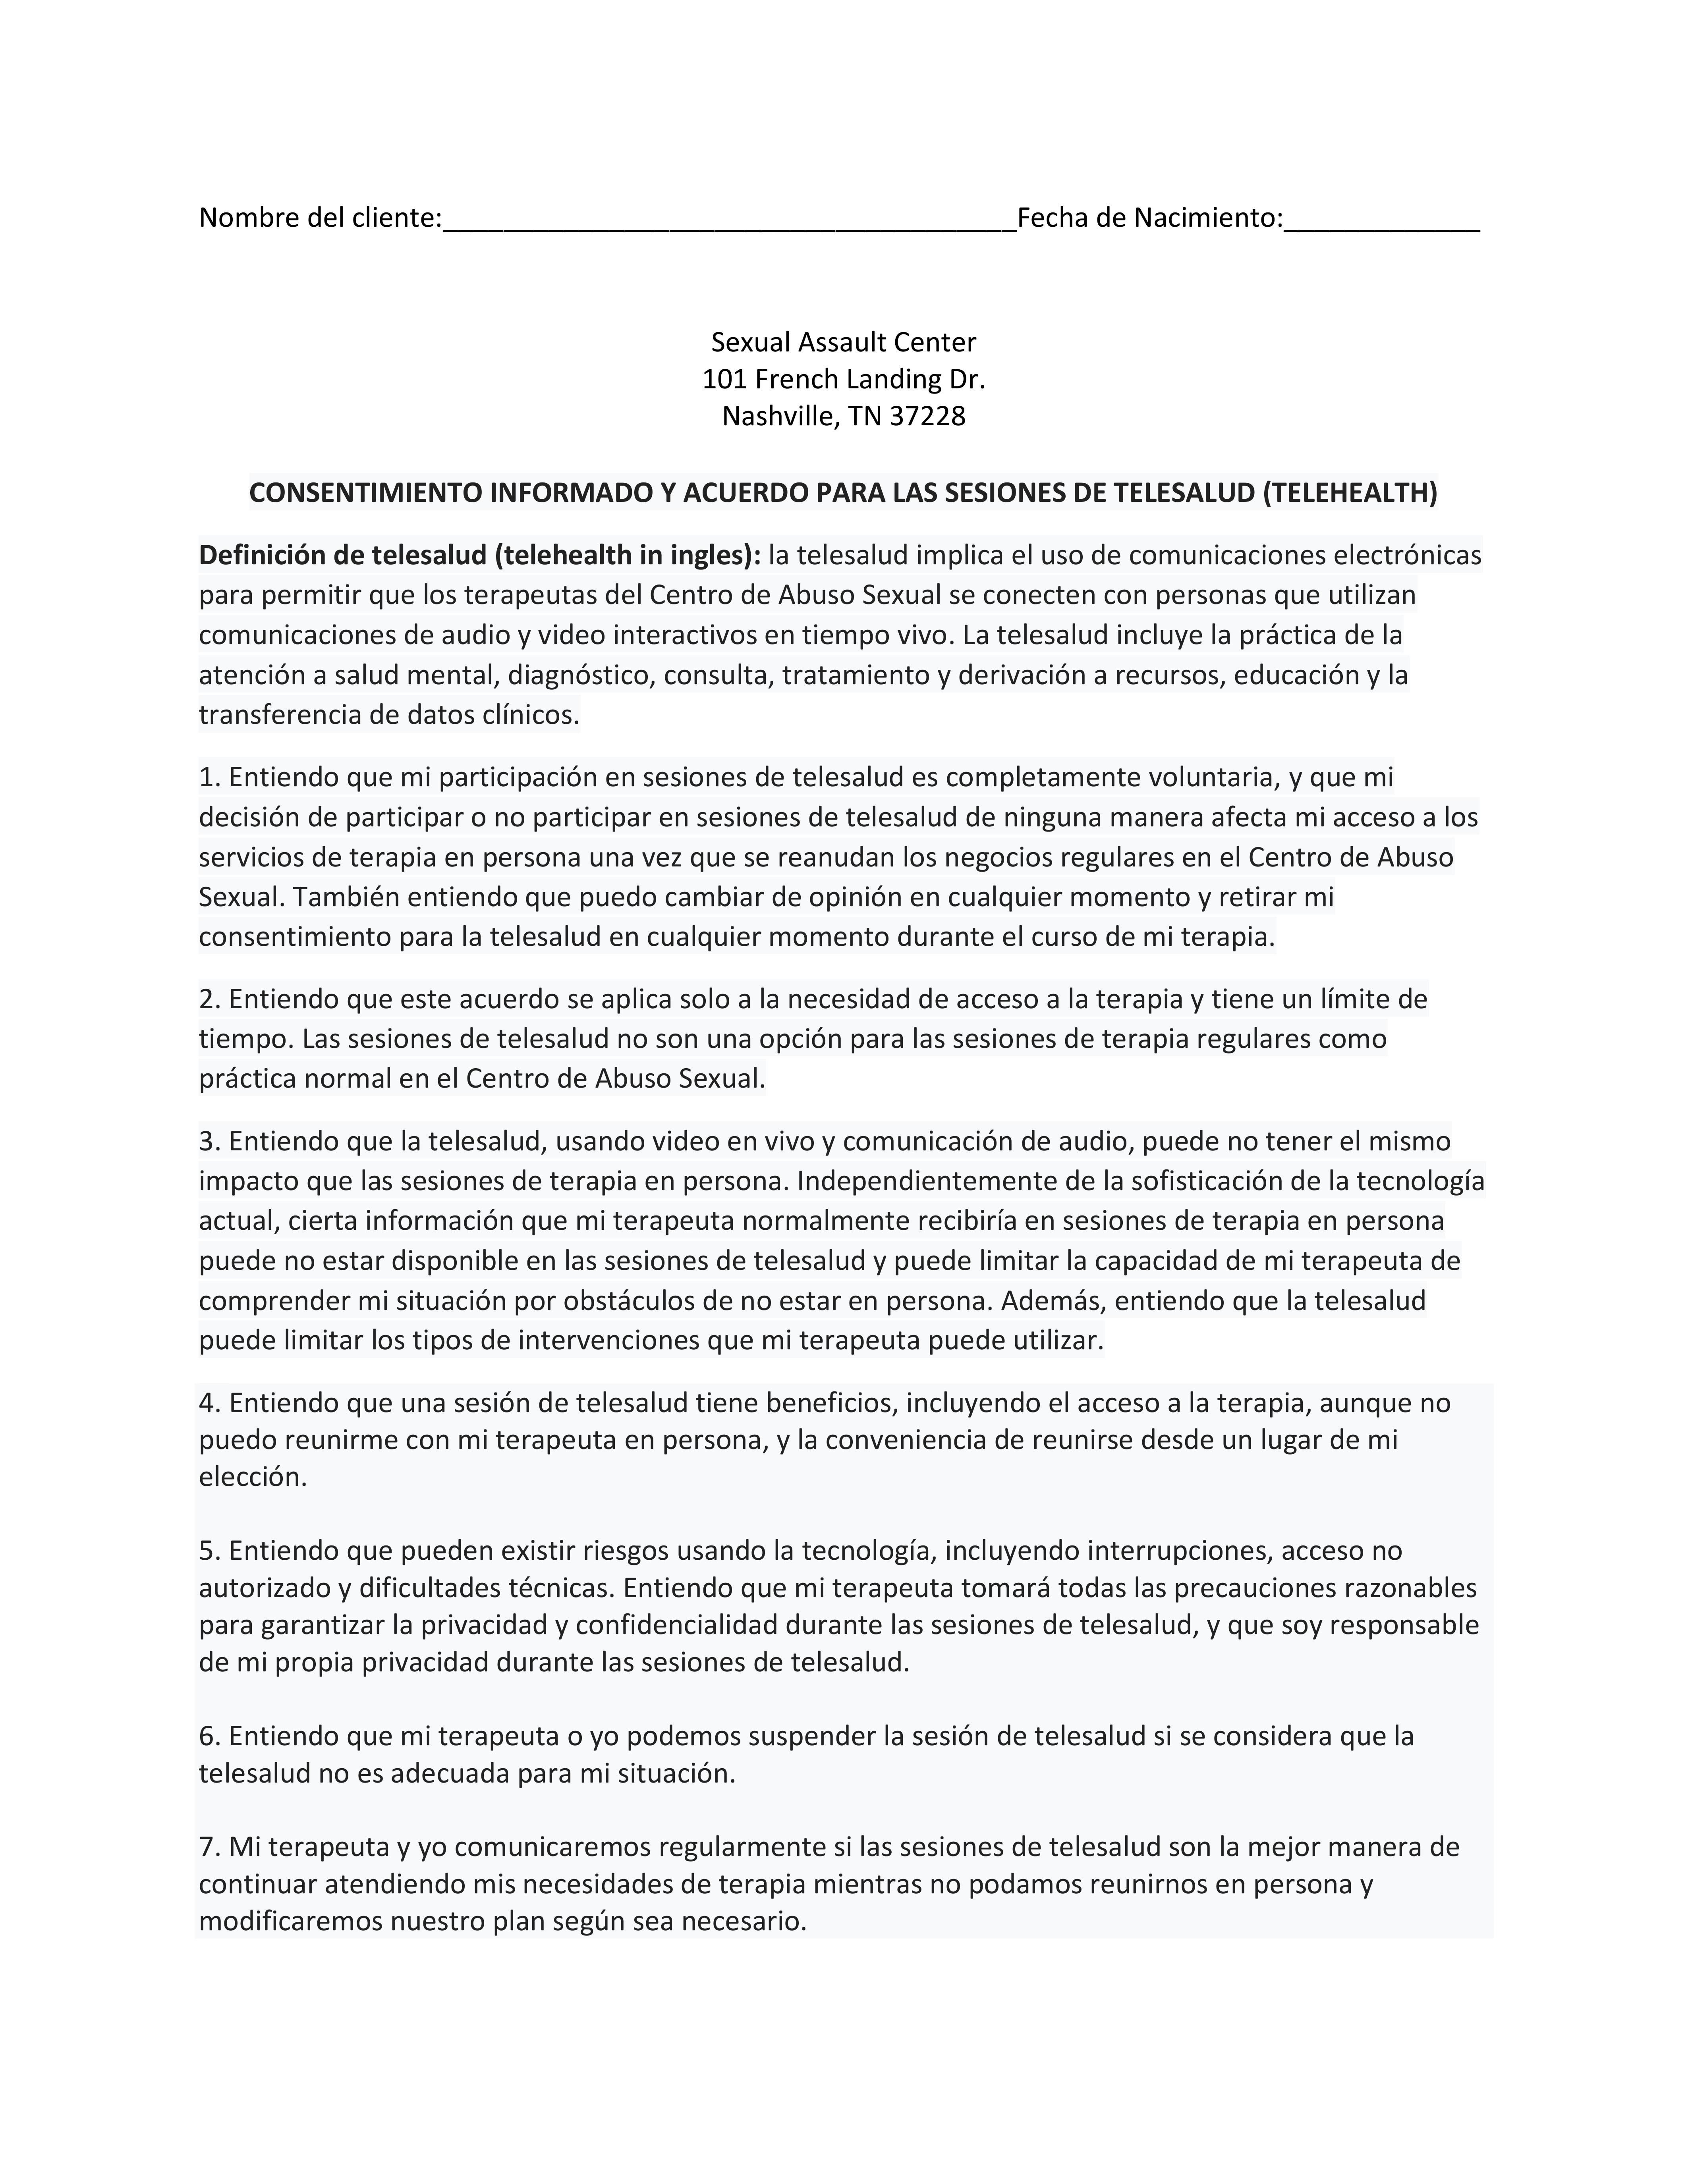 Nombre del cliente:______________________________________Fecha de Nacimiento:_____________
Sexual Assault Center
101 French Landing Dr.
Nashville, TN 37228
CONSENTIMIENTO INFORMADO Y ACUERDO PARA LAS SESIONES DE TELESALUD (TELEHEALTH)
Definición de telesalud (telehealth in ingles): la telesalud implica el uso de comunicaciones electrónicas
para permitir que los terapeutas del Centro de Abuso Sexual se conecten con personas que utilizan
comunicaciones de audio y video interactivos en tiempo vivo. La telesalud incluye la práctica de la
atención a salud mental, diagnóstico, consulta, tratamiento y derivación a recursos, educación y la
transferencia de datos clínicos.
1. Entiendo que mi participación en sesiones de telesalud es completamente voluntaria, y que mi
decisión de participar o no participar en sesiones de telesalud de ninguna manera afecta mi acceso a los
servicios de terapia en persona una vez que se reanudan los negocios regulares en el Centro de Abuso
Sexual. También entiendo que puedo cambiar de opinión en cualquier momento y retirar mi
consentimiento para la telesalud en cualquier momento durante el curso de mi terapia.
2. Entiendo que este acuerdo se aplica solo a la necesidad de acceso a la terapia y tiene un límite de
tiempo. Las sesiones de telesalud no son una opción para las sesiones de terapia regulares como
práctica normal en el Centro de Abuso Sexual.
3. Entiendo que la telesalud, usando video en vivo y comunicación de audio, puede no tener el mismo
impacto que las sesiones de terapia en persona. Independientemente de la sofisticación de la tecnología
actual, cierta información que mi terapeuta normalmente recibiría en sesiones de terapia en persona
puede no estar disponible en las sesiones de telesalud y puede limitar la capacidad de mi terapeuta de
comprender mi situación por obstáculos de no estar en persona. Además, entiendo que la telesalud
puede limitar los tipos de intervenciones que mi terapeuta puede utilizar.
4. Entiendo que una sesión de telesalud tiene beneficios, incluyendo el acceso a la terapia, aunque no
puedo reunirme con mi terapeuta en persona, y la conveniencia de reunirse desde un lugar de mi
elección.
5. Entiendo que pueden existir riesgos usando la tecnología, incluyendo interrupciones, acceso no
autorizado y dificultades técnicas. Entiendo que mi terapeuta tomará todas las precauciones razonables
para garantizar la privacidad y confidencialidad durante las sesiones de telesalud, y que soy responsable
de mi propia privacidad durante las sesiones de telesalud.
6. Entiendo que mi terapeuta o yo podemos suspender la sesión de telesalud si se considera que la
telesalud no es adecuada para mi situación.
7. Mi terapeuta y yo comunicaremos regularmente si las sesiones de telesalud son la mejor manera de
continuar atendiendo mis necesidades de terapia mientras no podamos reunirnos en persona y
modificaremos nuestro plan según sea necesario.